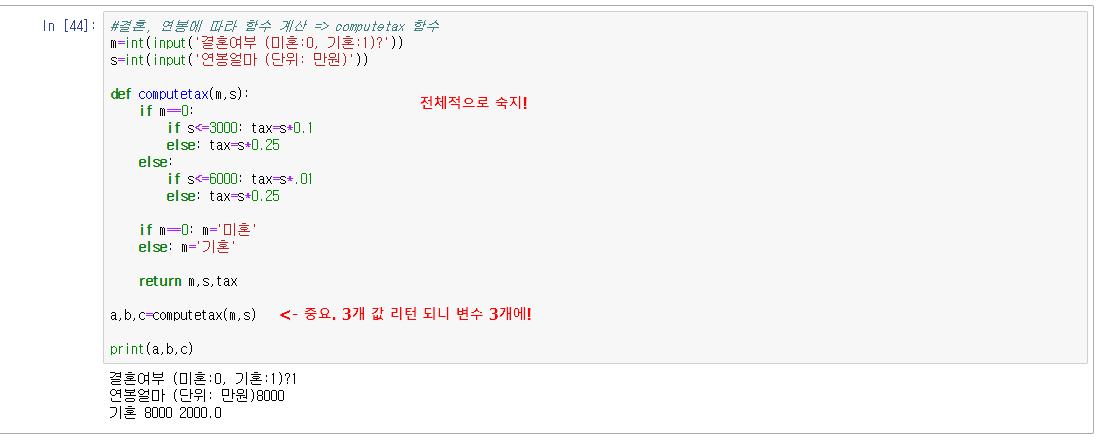 In [44]:
#결혼, 연봉에 따라 함수 계산 => computetax 함수
m=int(input('결혼여부 (미혼:0, 기혼:1)?'))
s=int(input('연봉얼마 (단위: 만원)'))
def computetax(m,s):
전체적으로 숙지!
if m==0:
if s<=3000: tax=s*0.1
else: tax=s*0.25
else:
if s<=6000: tax=s*.01
else: tax=s*0.25
if m==0: m='미혼'
else: m='기혼'
return m,s,tax
a,b,c=computetax(m,s) <- 중요. 3개 값 리턴 되니 변수 3개에!
print(a,b,c)
결혼여부 (미혼:0, 기혼:1)?1
연봉얼마 (단위: 만원)8000
기혼 8000 2000.0